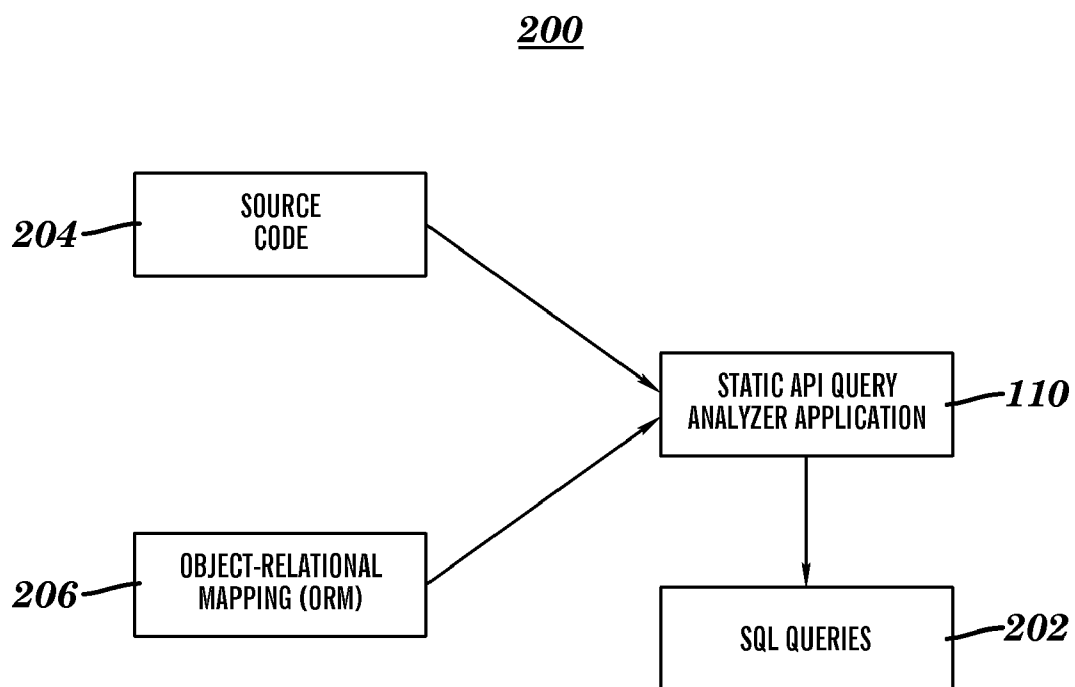 200
SOURCE
CODE
204
STATIC API QUERY
ANALYZER APPLICATION
110
OBJECT-RELATIONAL
MAPPING (ORM)
206
SQL QUERIES
202